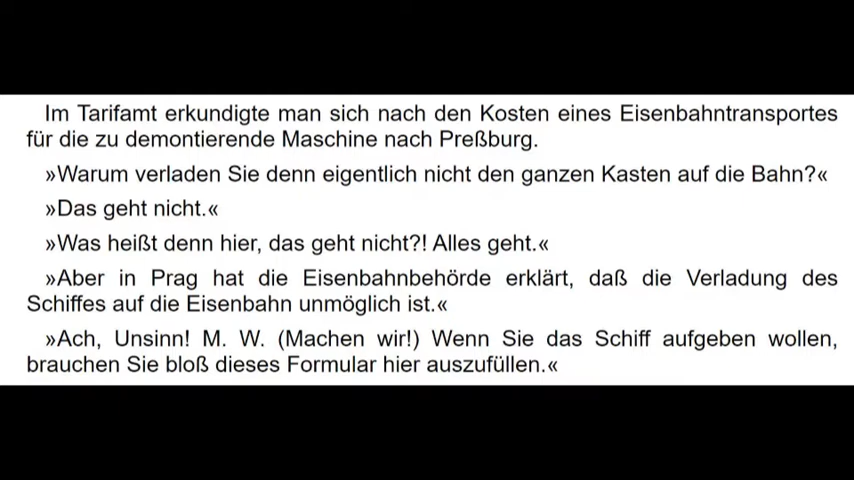 Im Tarifamt erkundigte man sich nach den Kosten eines Eisenbahntransportes
für die zu demontierende Maschine nach Preßburg.
»Warum verladen Sie denn eigentlich nicht den ganzen Kasten auf die Bahn?«
»Das geht nicht.«
»Was heißt denn hier, das geht nicht?! Alles geht.«
»Aber in Prag hat die Eisenbahnbehörde erklärt, daß die Verladung des
Schiffes auf die Eisenbahn unmöglich ist.«
»Ach, Unsinn! M. W. (Machen wir!) Wenn Sie das Schiff aufgeben wollen,
brauchen Sie bloß dieses Formular hier auszufüllen.«